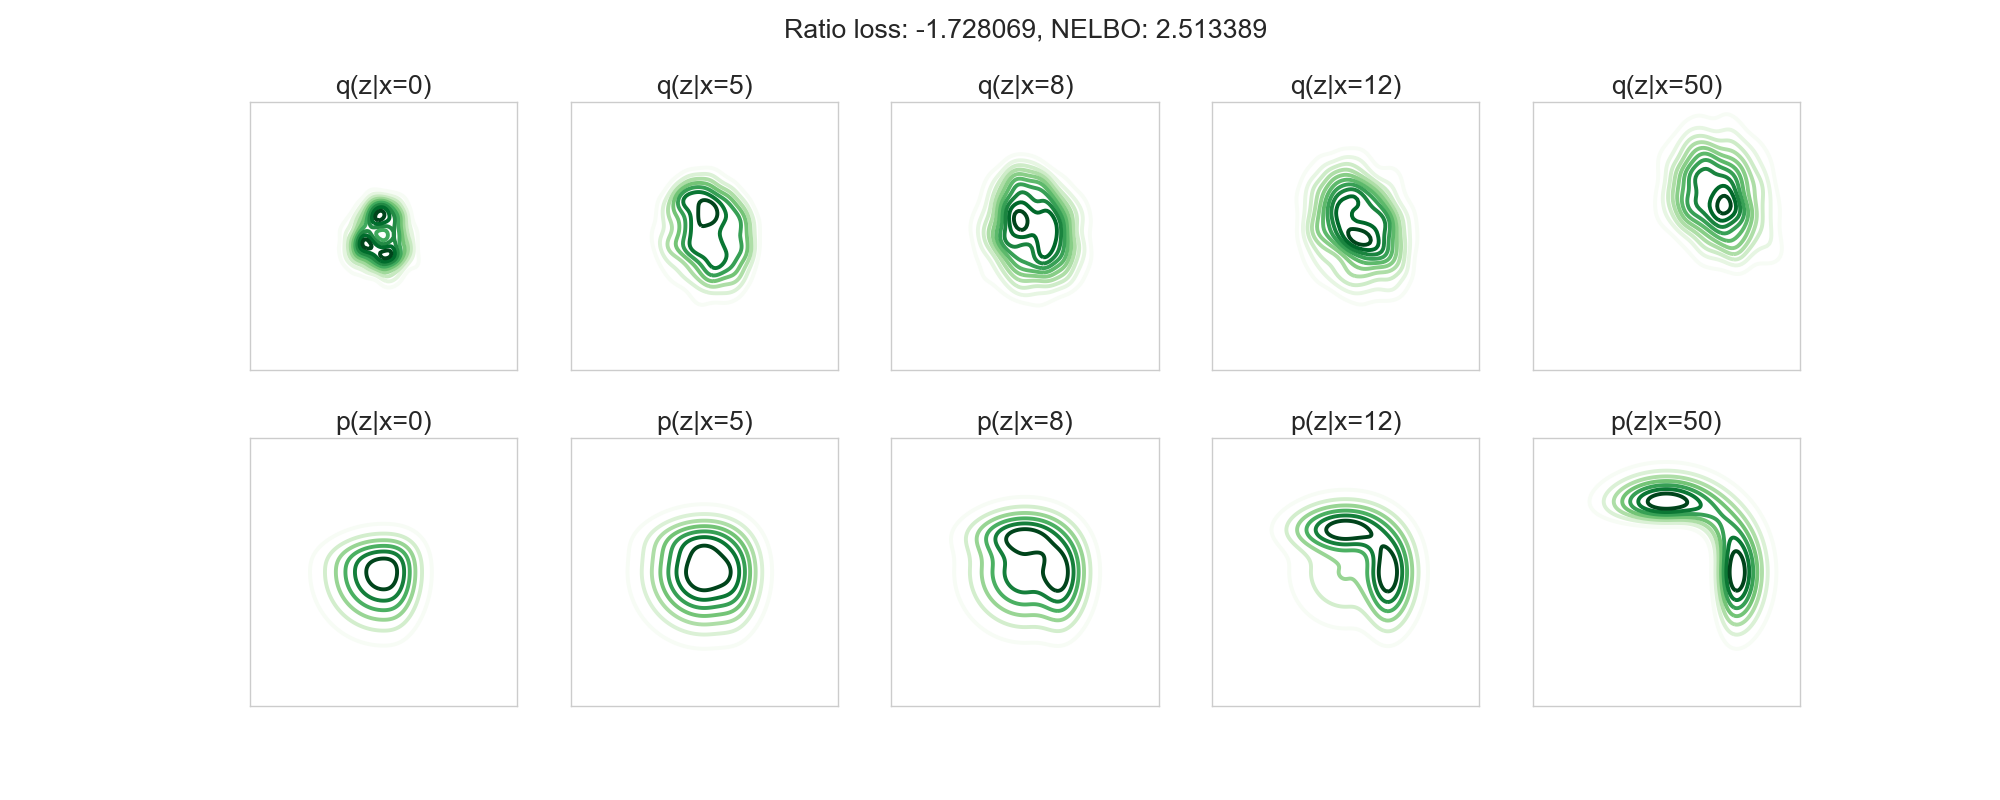 Ratio loss: -1.728069, NELBO: 2.513389
q(z|x=0) q(z|x=5) q(z|x=8) q(z|x=12) q(z|x=50)
p(z|x=0) p(z|x=5) p(z|x=8) p(z|x=12) p(z|x=50)